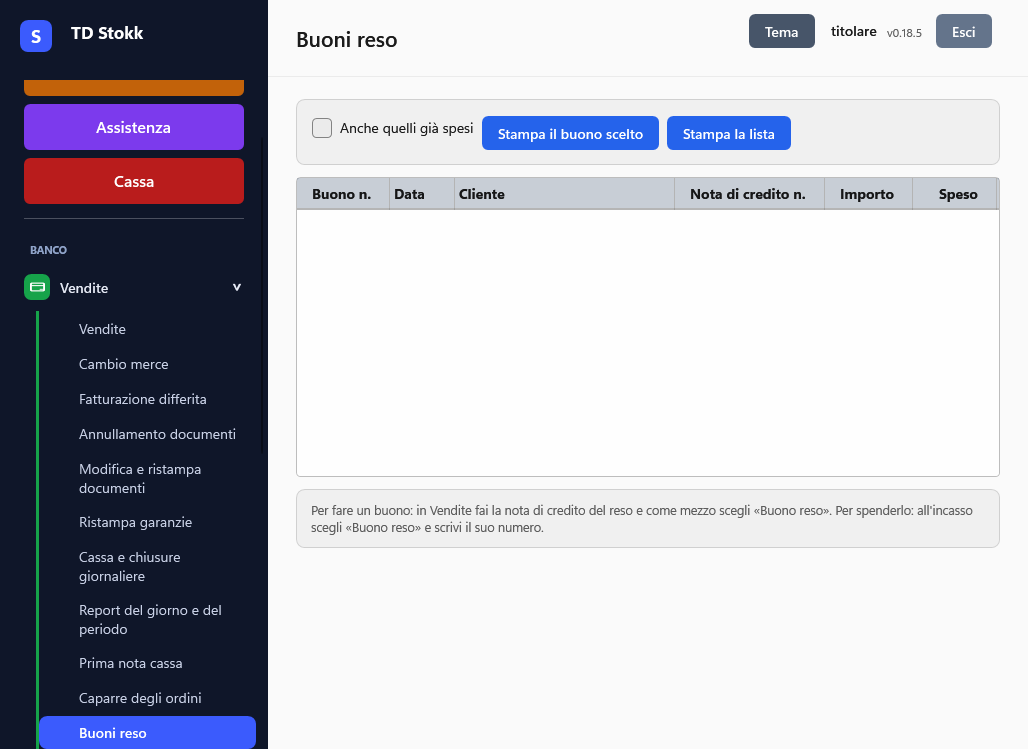 S
TD Stokk
Assistenza
Cassa
BANCO
Vendite
Vendite
Cambio merce
Fatturazione differita
Annullamento documenti
Modifica e ristampa
documenti
Ristampa garanzie
Cassa e chiusure
giornaliere
Report del giorno e del
periodo
Prima nota cassa
Caparre degli ordini
Buoni reso
Buoni reso
Tema
titolare
v0.18.5
Esci
Anche quelli già spesi
Stampa il buono scelto
Stampa la lista
Buono n. Data Cliente Nota di credito n. Importo Speso
Per fare un buono: in Vendite fai la nota di credito del reso e come mezzo scegli «Buono reso». Per spenderlo: all'incasso
scegli «Buono reso» e scrivi il suo numero.